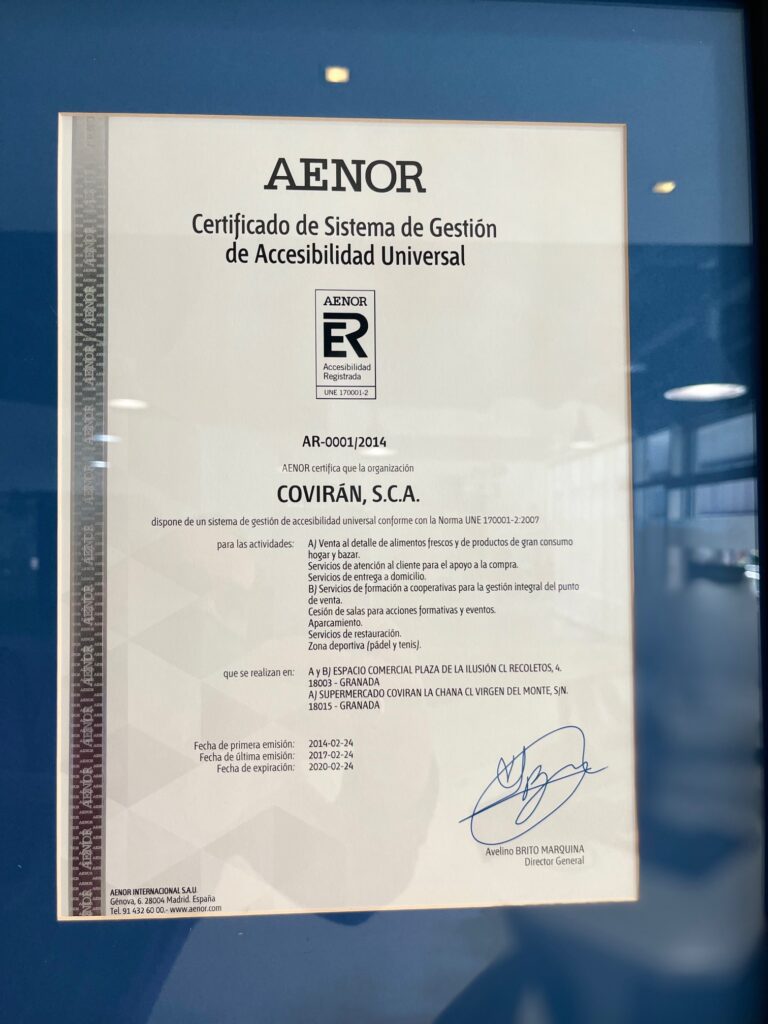 AENOR
Certificado de Sistema de Gestión
de Accesibilidad Universal
AENOR
ER
Accesibilidad
Registrada
UNE 170001-2
AR-0001/2014
AENOR certifica que la organización
COVIRÁN, S.C.A.
dispone de un sistema de gestión de accesibilidad universal conforme con la Norma UNE 170001-2:2007
para las actividades: A) Venta al detalle de alimentos frescos y de productos de gran consumo
hogar y bazar.
Servicios de atención al cliente para el apoyo a la compra.
Servicios de entrega a domicilio.
B) Servicios de formación a cooperativas para la gestión integral del punto
de venta.
Cesión de salas para acciones formativas y eventos.
Aparcamiento.
Servicios de restauración.
Zona deportiva (pádel y tenis).
que se realizan en: A y B) ESPACIO COMERCIAL PLAZA DE LA ILUSIÓN CL RECOLETOS, 4.
18003 - GRANADA
A) SUPERMERCADO COVIRAN LA CHANA CL VIRGEN DEL MONTE, S/N.
18015 - GRANADA
Fecha de primera emisión: 2014-02-24
Fecha de última emisión: 2017-02-24
Fecha de expiración: 2020-02-24
Avelino BRITO MARQUINA
Director General
AENOR INTERNACIONAL S.A.U.
Génova, 6. 28004 Madrid. España
Tel. 91 432 60 00.- www.aenor.com